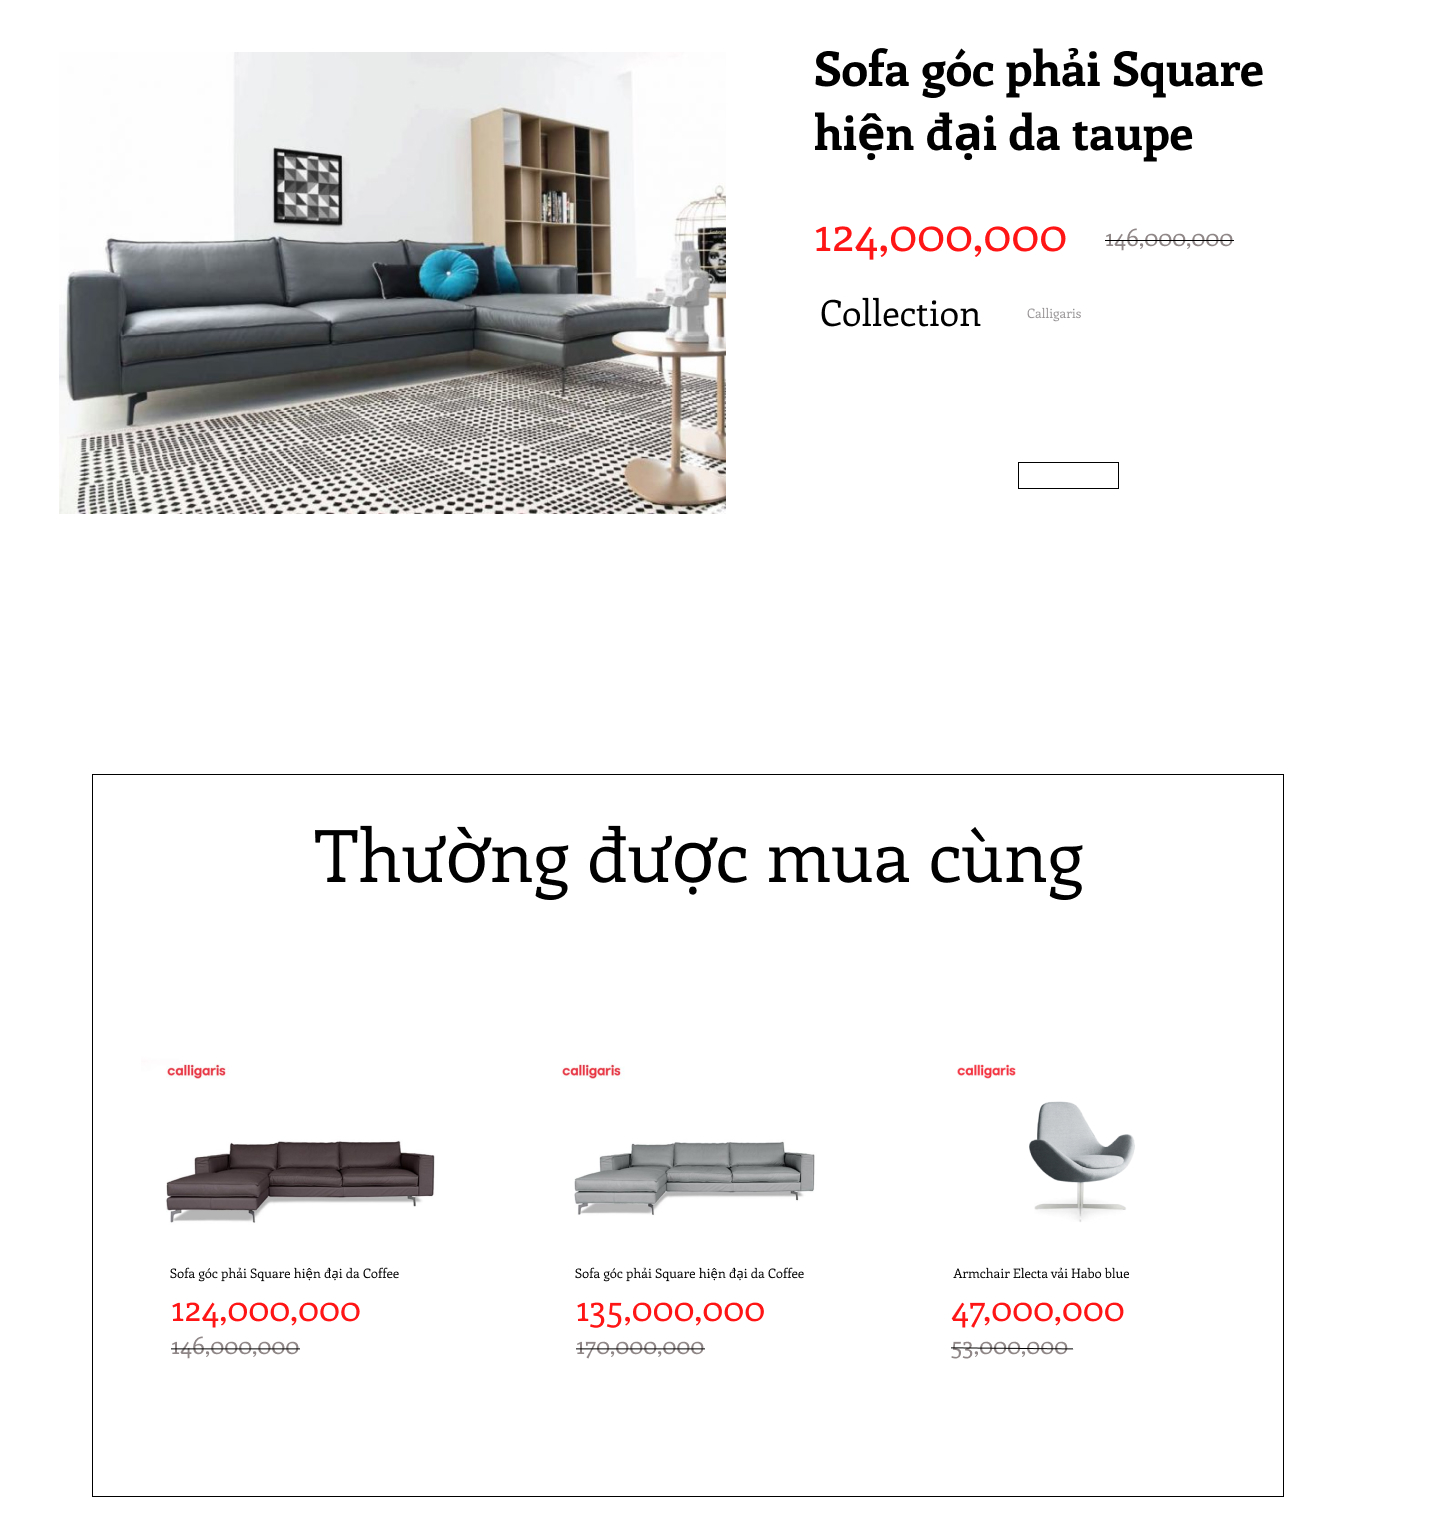 Sofa góc phải Square
hiện đại da taupe
124,000,000 146,000,000
Collection Calligaris
Thường được mua cùng
calligaris calligaris calligaris
Sofa góc phải Square hiện đại da Coffee Sofa góc phải Square hiện đại da Coffee Armchair Electa vải Habo blue
124,000,000 135,000,000 47,000,000
146,000,000 170,000,000 53,000,000